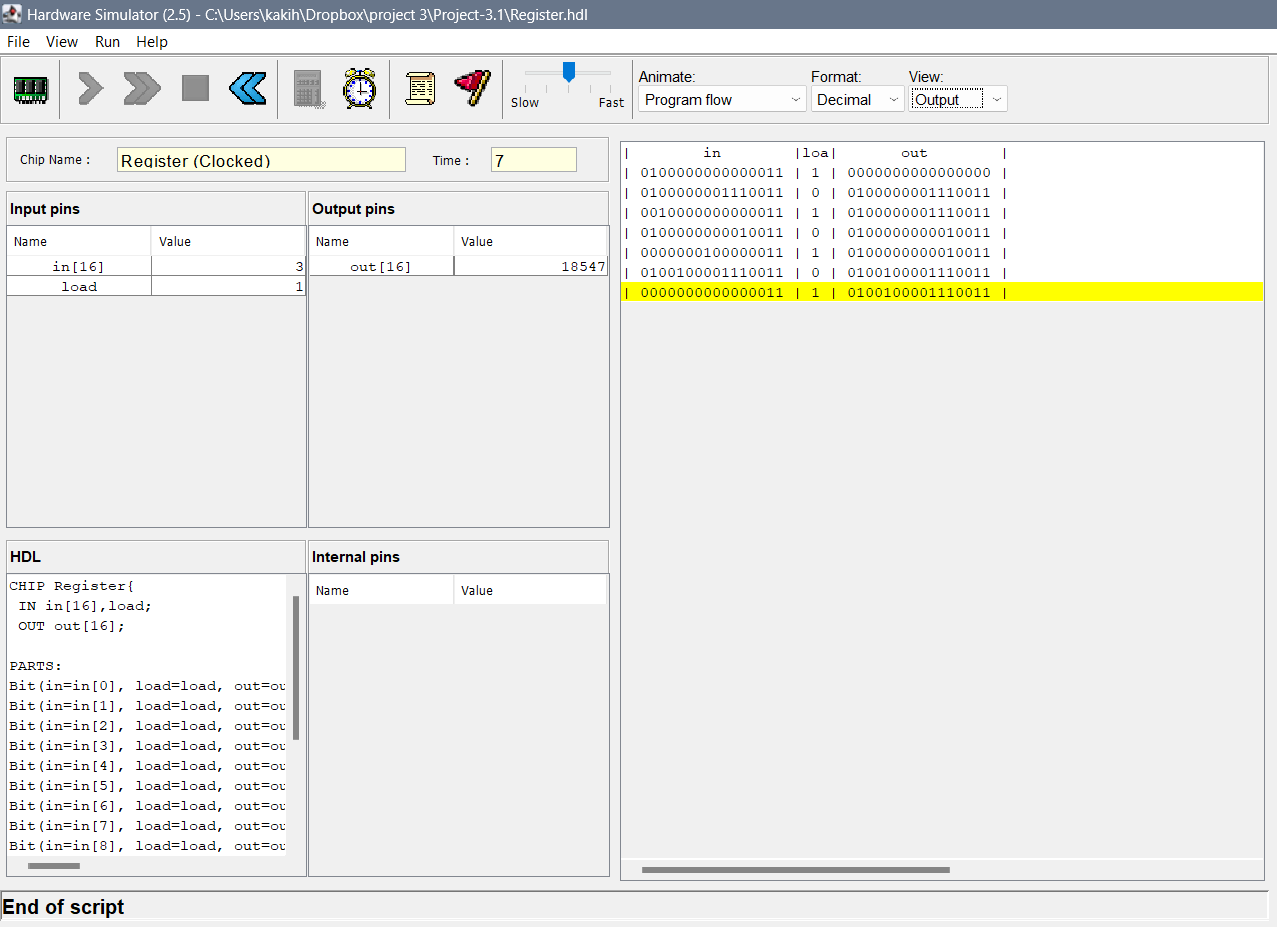 Hardware Simulator (2.5) - C:\Users\kakih\Dropbox\project 3\Project-3.1\Register.hdl
File View Run Help
Slow Fast
Animate: Format: View:
Program flow Decimal Output
Chip Name : Register (Clocked) Time : 7
Input pins
Name Value
in[16] 3
load 1
Output pins
Name Value
out[16] 18547
HDL
CHIP Register{
IN in[16],load;
OUT out[16];
PARTS:
Bit(in=in[0], load=load, out=ou
Bit(in=in[1], load=load, out=ou
Bit(in=in[2], load=load, out=ou
Bit(in=in[3], load=load, out=ou
Bit(in=in[4], load=load, out=ou
Bit(in=in[5], load=load, out=ou
Bit(in=in[6], load=load, out=ou
Bit(in=in[7], load=load, out=ou
Bit(in=in[8], load=load, out=ou
Internal pins
Name Value
| in |loa| out |
| 0100000000000011 | 1 | 0000000000000000 |
| 0100000001110011 | 0 | 0100000001110011 |
| 0010000000000011 | 1 | 0100000001110011 |
| 0100000000010011 | 0 | 0100000000010011 |
| 0000000100000011 | 1 | 0100000000010011 |
| 0100100001110011 | 0 | 0100100001110011 |
| 0000000000000011 | 1 | 0100100001110011 |
End of script